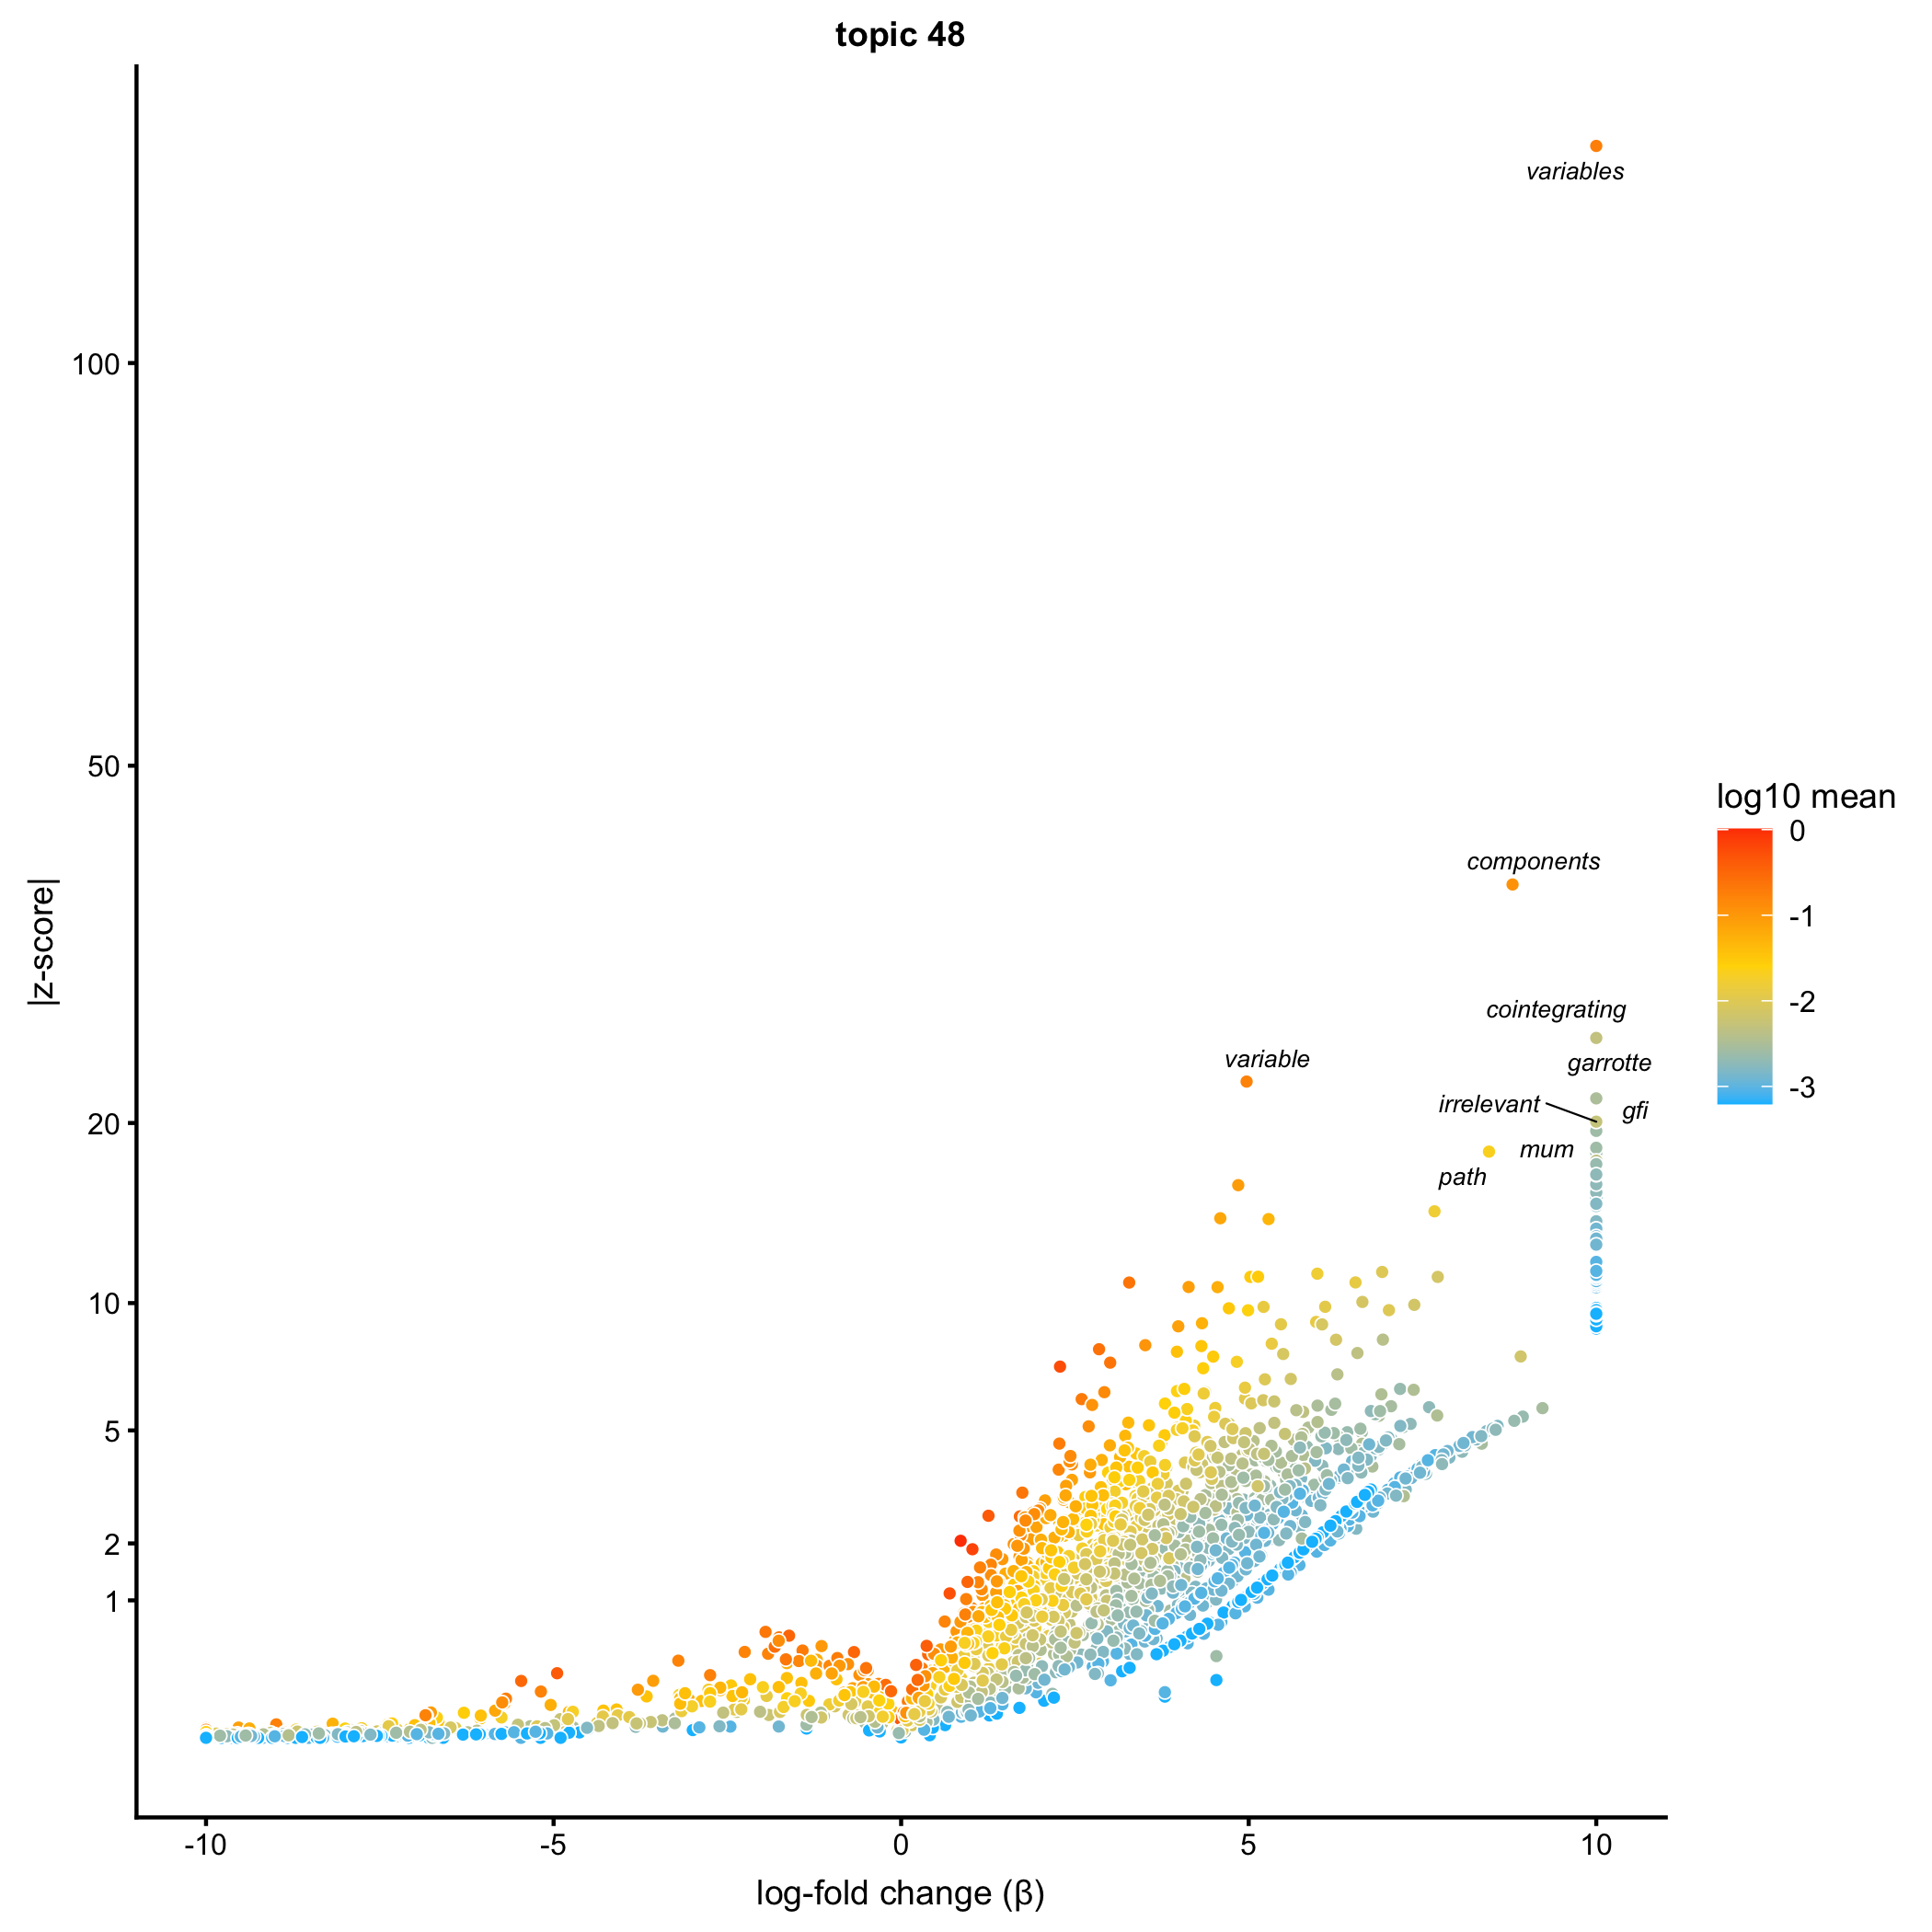 topic 48
variables
100
50
log10 mean
0
-1
-2
-3
components
|z-score|
cointegrating
variable
garrotte
irrelevant
gfi
20
mum
path
10
5
2
1
-10
-5
0
5
10
log-fold change (β)